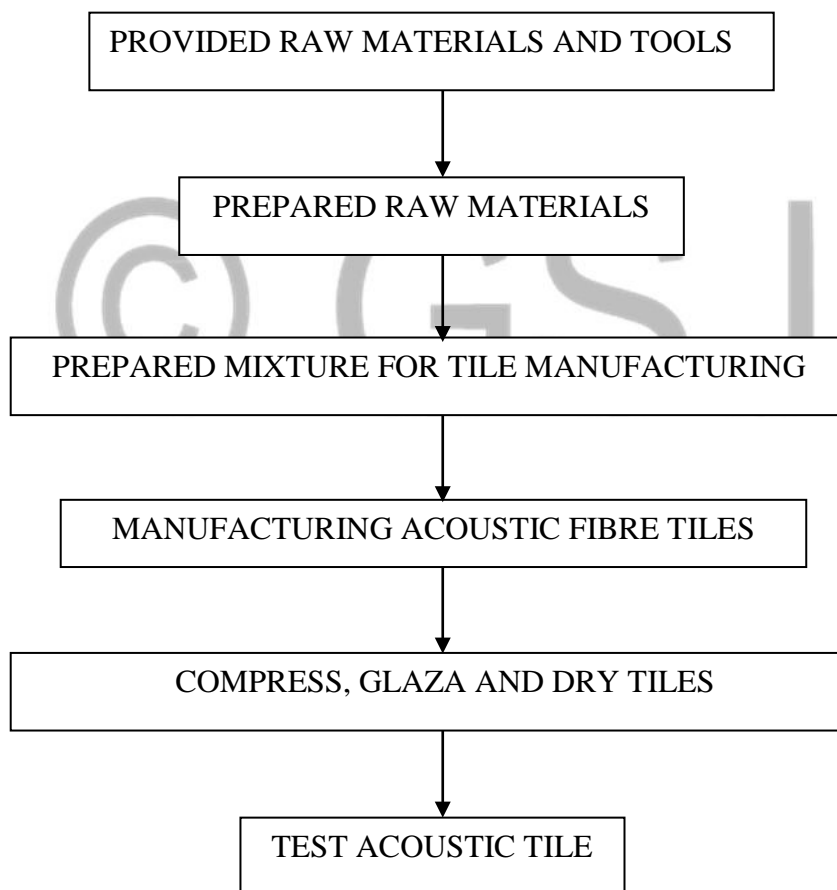 PROVIDED RAW MATERIALS AND TOOLS
PREPARED RAW MATERIALS
© GSJ
PREPARED MIXTURE FOR TILE MANUFACTURING
MANUFACTURING ACOUSTIC FIBRE TILES
COMPRESS, GLAZA AND DRY TILES
TEST ACOUSTIC TILE